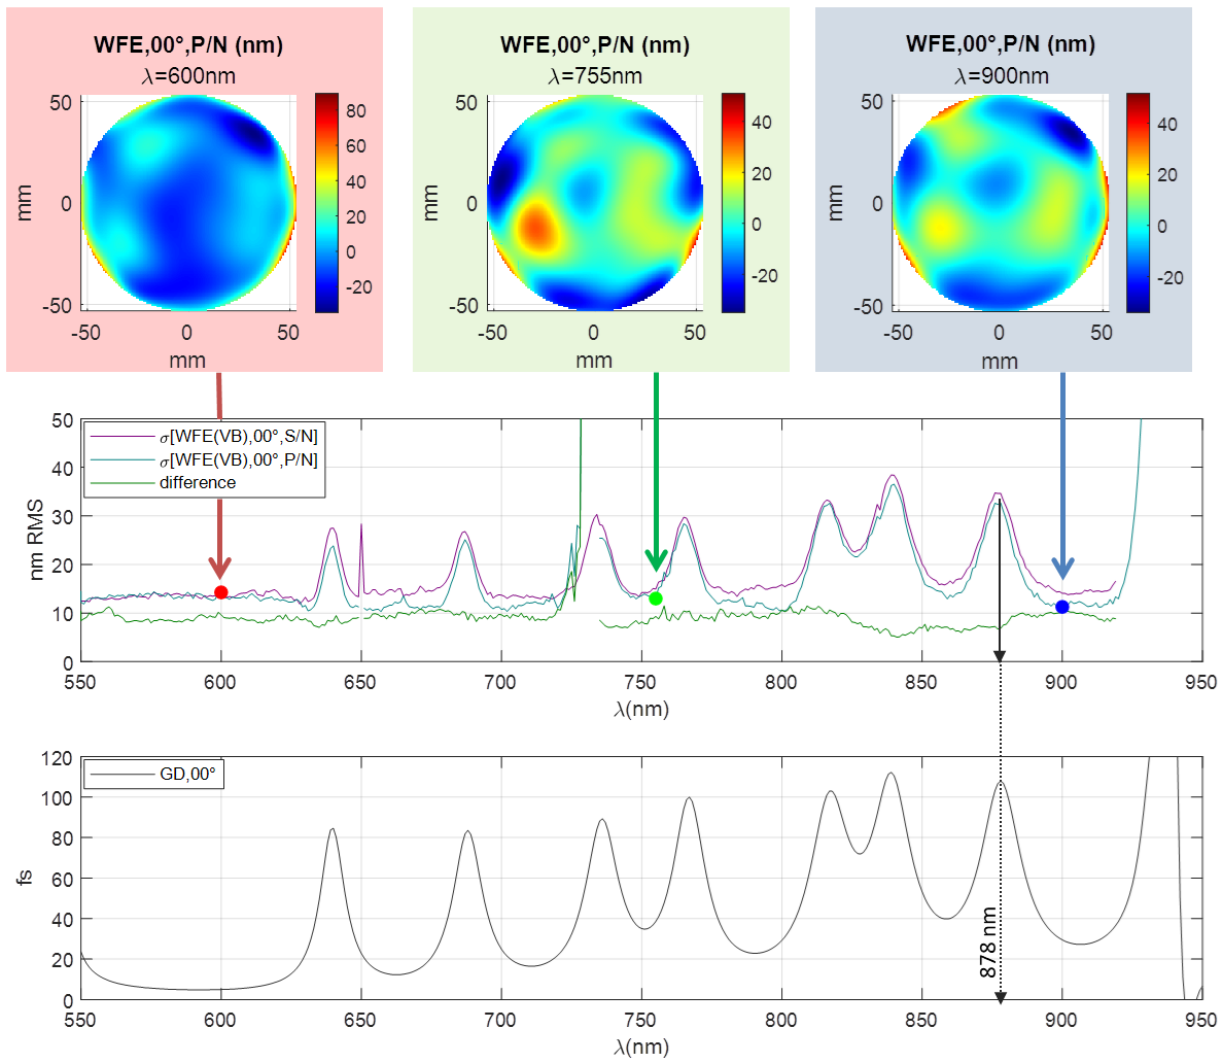 WFE,00°,P/N (nm)
λ=600nm
50
0
-50
mm
-50 0 50
mm
80
60
40
20
0
-20
WFE,00°,P/N (nm)
λ=755nm
50
0
-50
mm
-50 0 50
mm
40
20
0
-20
WFE,00°,P/N (nm)
λ=900nm
50
0
-50
mm
-50 0 50
mm
40
20
0
-20
σ[WFE(VB),00°,S/N]
σ[WFE(VB),00°,P/N]
difference
50
40
30
20
10
0
nm RMS
550 600 650 700 750 800 850 900 950
λ(nm)
GD,00°
120
100
80
60
40
20
0
fs
878 nm
550 600 650 700 750 800 850 900 950
λ(nm)